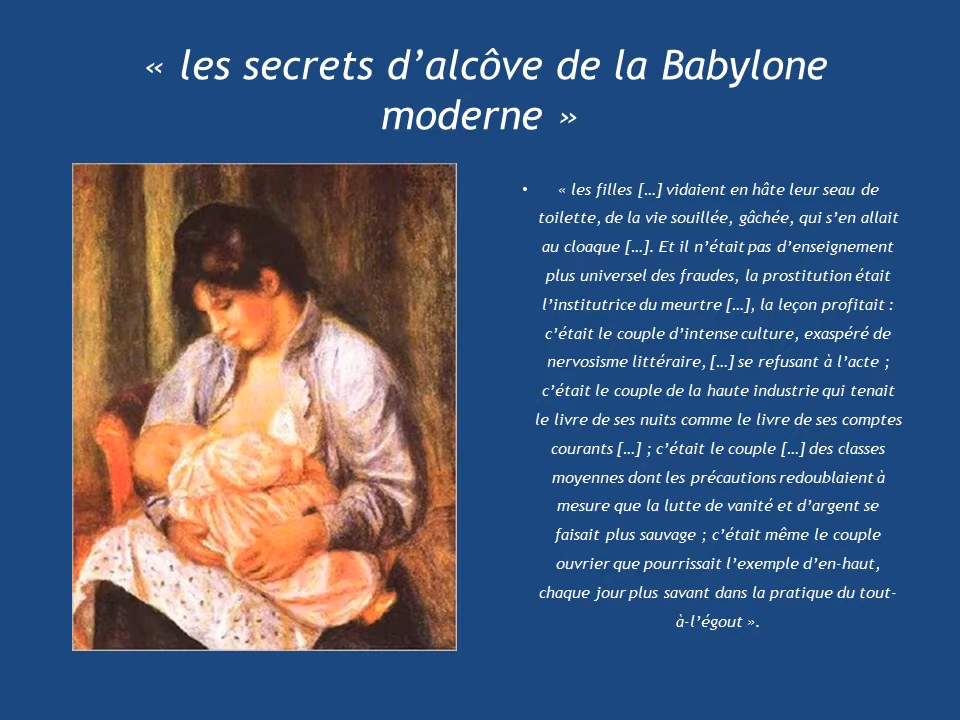 « les secrets d’alcôve de la Babylone
moderne »
• « les filles […] vidaient en hâte leur seau de
toilette, de la vie souillée, gâchée, qui s’en allait
au cloaque […]. Et il n’était pas d’enseignement
plus universel des fraudes, la prostitution était
l’institutrice du meurtre […], la leçon profitait :
c’était le couple d’intense culture, exaspéré de
nervosisme littéraire, […] se refusant à l’acte ;
c’était le couple de la haute industrie qui tenait
le livre de ses nuits comme le livre de ses comptes
courants […] ; c’était le couple […] des classes
moyennes dont les précautions redoublaient à
mesure que la lutte de vanité et d’argent se
faisait plus sauvage ; c’était même le couple
ouvrier que pourrissait l’exemple d’en-haut,
chaque jour plus savant dans la pratique du tout-
à-l’égout ».